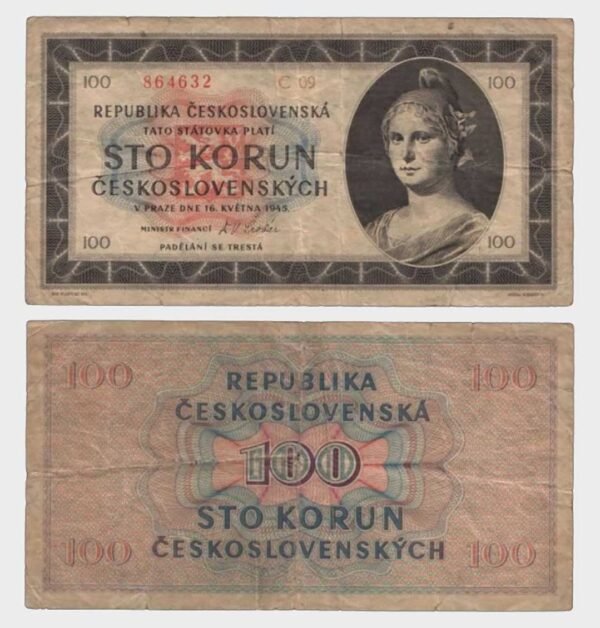 100 864632 C 09 100
REPUBLIKA ČESKOSLOVENSKÁ
TATO STÁTOVKA PLATÍ
STO KORUN
ČESKOSLOVENSKÝCH
V PRAZE DNE 16. KVĚTNA 1945.
MINISTR FINANCÍ
100 PADĚLÁNÍ SE TRESTÁ 100
100 100
REPUBLIKA
ČESKOSLOVENSKÁ
100
STO KORUN
100 ČESKOSLOVENSKÝCH 100